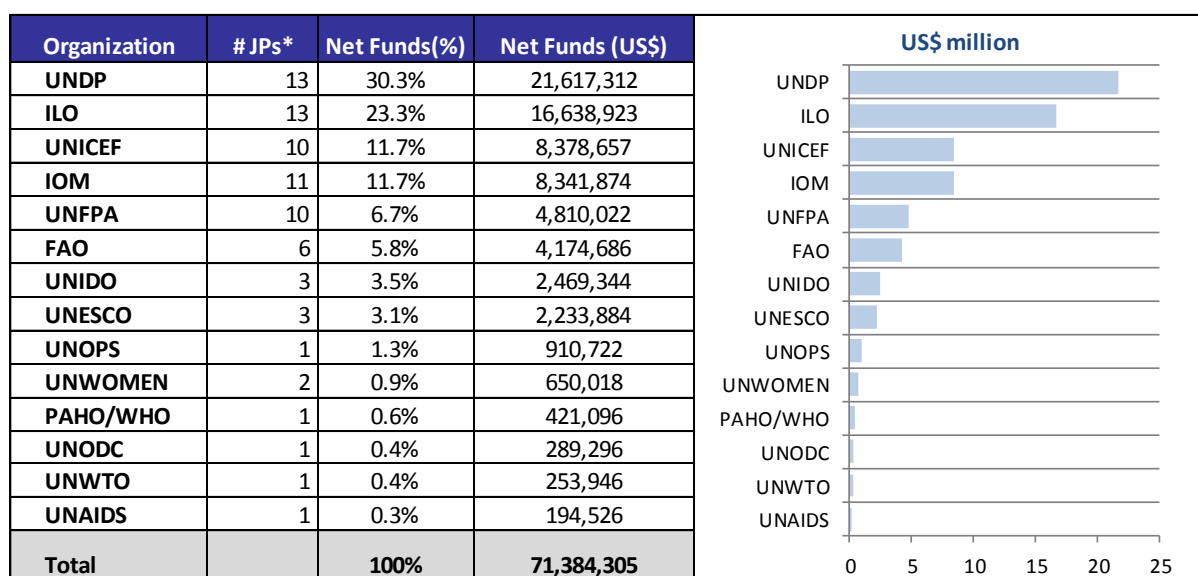 Organization # JPs* Net Funds(%) Net Funds (US$)
UNDP 13 30.3% 21,617,312
ILO 13 23.3% 16,638,923
UNICEF 10 11.7% 8,378,657
IOM 11 11.7% 8,341,874
UNFPA 10 6.7% 4,810,022
FAO 6 5.8% 4,174,686
UNIDO 3 3.5% 2,469,344
UNESCO 3 3.1% 2,233,884
UNOPS 1 1.3% 910,722
UNWOMEN 2 0.9% 650,018
PAHO/WHO 1 0.6% 421,096
UNODC 1 0.4% 289,296
UNWTO 1 0.4% 253,946
UNAIDS 1 0.3% 194,526
Total 100% 71,384,305
US$ million
UNDP
ILO
UNICEF
IOM
UNFPA
FAO
UNIDO
UNESCO
UNOPS
UNWOMEN
PAHO/WHO
UNODC
UNWTO
UNAIDS
0 5 10 15 20 25